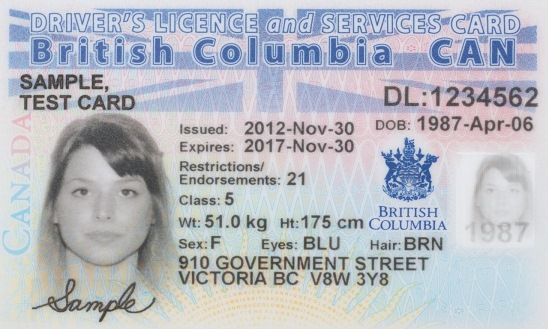 DRIVER'S LICENCE and SERVICES CARD
British Columbia CAN
SAMPLE,
TEST CARD
DL:1234562
Issued: 2012-Nov-30
DOB: 1987-Apr-06
Expires: 2017-Nov-30
Restrictions/
Endorsements: 21
Class: 5
Wt: 51.0 kg Ht: 175 cm
Sex: F Eyes: BLU Hair: BRN
910 GOVERNMENT STREET
VICTORIA BC V8W 3Y8
BRITISH
COLUMBIA
1987
CANADA
Sample